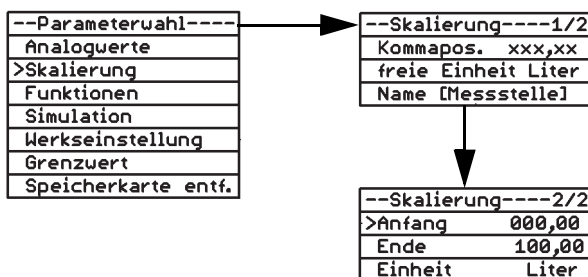 --Parameterwahl----
Analogwerte
>Skalierung
Funktionen
Simulation
Werkseinstellung
Grenzwert
Speicherkarte entf.
--Skalierung----1/2
Kommapos. xxx,xx
freie Einheit Liter
Name [Messstelle]
--Skalierung----2/2
>Anfang 000,00
Ende 100,00
Einheit Liter